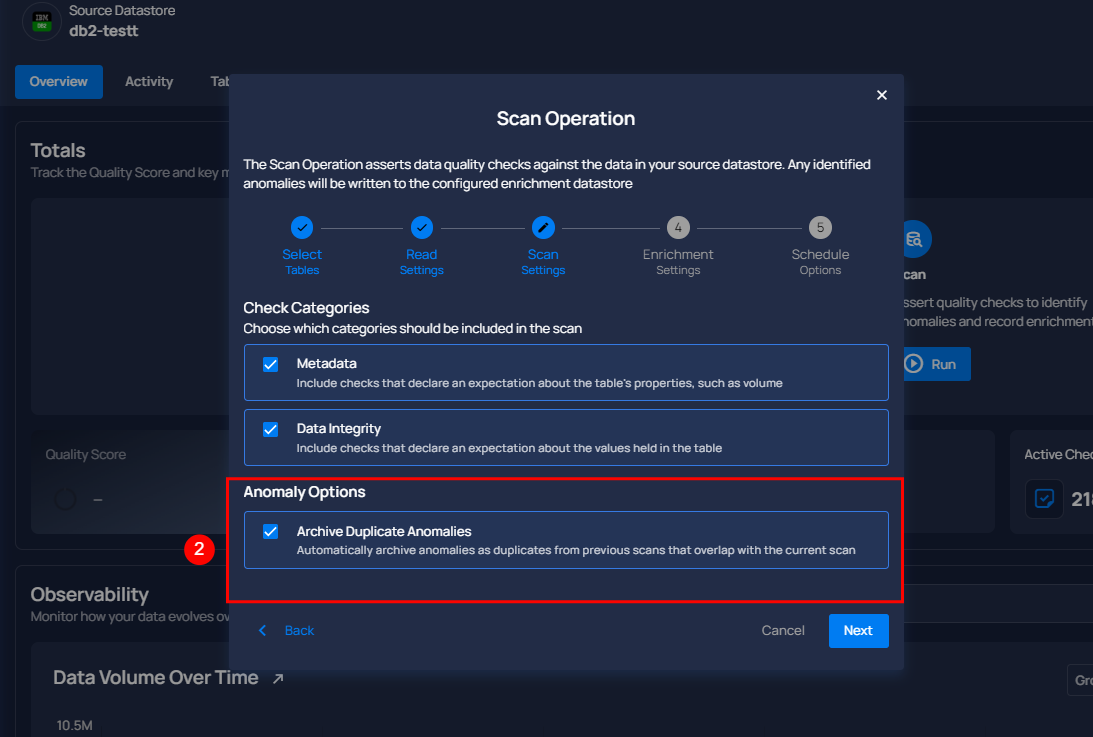 IBM
DB2
Source Datastore
db2-testt
Overview
Activity
Scan Operation
The Scan Operation asserts data quality checks against the data in your source datastore. Any identified
anomalies will be written to the configured enrichment datastore
4
5
Select
Tables
Read
Settings
Scan
Settings
Enrichment
Settings
Schedule
Options
Check Categories
Choose which categories should be included in the scan
Metadata
Include checks that declare an expectation about the table's properties, such as volume
Data Integrity
Include checks that declare an expectation about the values held in the table
Anomaly Options
Archive Duplicate Anomalies
Automatically archive anomalies as duplicates from previous scans that overlap with the current scan
2
Back
Cancel
Next
Totals
Track the Quality Score and key
Quality Score
–
can
ssert quality checks to identify
nomalies and record enrichment
Run
Active Chec
218
Observability
Monitor how your data evolves ov
Data Volume Over Time
Gro
10.5M